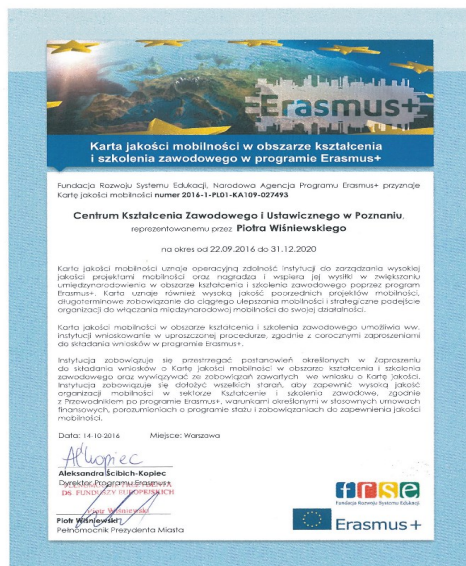 Erasmus+
Karta jakości mobilności w obszarze kształcenia
i szkolenia zawodowego w programie Erasmus+
Fundacja Rozwoju Systemu Edukacji, Narodowa Agencja Programu Erasmus+ przyznaje
Kartę jakości mobilności numer 2016-1-PL01-KA109-027493
Centrum Kształcenia Zawodowego i Ustawicznego w Poznaniu,
reprezentowanemu przez Piotra Wiśniewskiego
na okres od 22.09.2016 do 31.12.2020
Karta jakości mobilności uznaje operacyjną zdolność instytucji do zarządzania wysokiej
jakości projektami mobilności oraz nagradza i wspiera jej wysiłki w zwiększaniu
umiędzynarodowienia w obszarze kształcenia i szkolenia zawodowego poprzez program
Erasmus+. Karta uznaje również wysoką jakość poprzednich projektów mobilności,
długoterminowe zobowiązanie do ciągłego ulepszania mobilności i strategiczne podejście
organizacji do włączania międzynarodowej mobilności do swojej działalności.
Karta jakości mobilności w obszarze kształcenia i szkolenia zawodowego umożliwia ww.
instytucji wnioskowanie w uproszczonej procedurze, zgodnie z corocznymi zaproszeniami
do składania wniosków w programie Erasmus+.
Instytucja zobowiązuje się przestrzegać postanowień określonych w Zaproszeniu
do składania wniosków o Kartę jakości mobilności w obszarze kształcenia i szkolenia
zawodowego oraz wywiązywać ze zobowiązań zawartych we wniosku o Kartę jakości.
Instytucja zobowiązuje się dołożyć wszelkich starań, aby zapewnić wysoką jakość
organizacji mobilności w sektorze Kształcenie i szkolenia zawodowe, zgodnie
z Przewodnikiem po programie Erasmus+, warunkami określonymi w stosownych umowach
finansowych, porozumieniach o programie stażu i zobowiązaniach do zapewnienia jakości
mobilności.
Data: 14-10-2016 Miejsce: Warszawa
Aleksandra Ścibich-Kopiec
Dyrektor Programu Erasmus+
DS. FUNDUSZY EUROPEJSKICH
Piotr Wiśniewski
Piotr Wiśniewski
Pełnomocnik Prezydenta Miasta
frse
Fundacja Rozwoju Systemu Edukacji
Erasmus+